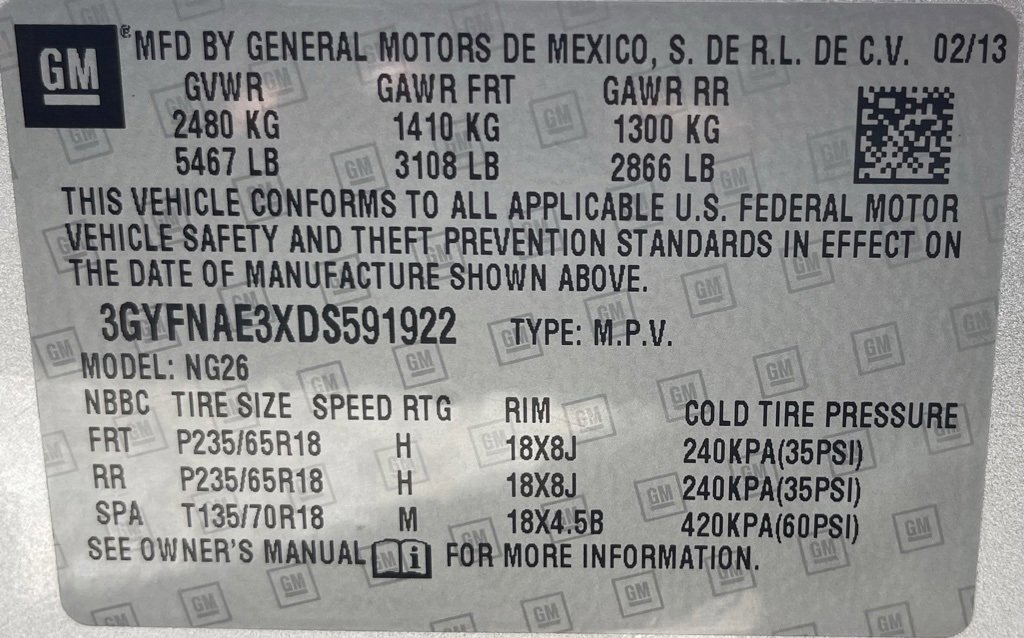 GM® MFD BY GENERAL MOTORS DE MEXICO, S. DE R.L. DE C.V. 02/13
GVWR GAWR FRT GAWR RR
2480 KG 1410 KG 1300 KG
5467 LB 3108 LB 2866 LB
THIS VEHICLE CONFORMS TO ALL APPLICABLE U.S. FEDERAL MOTOR
VEHICLE SAFETY AND THEFT PREVENTION STANDARDS IN EFFECT ON
THE DATE OF MANUFACTURE SHOWN ABOVE.
3GYFNAE3XDS591922 TYPE: M.P.V.
MODEL: NG26
NBBC TIRE SIZE SPEED RTG RIM COLD TIRE PRESSURE
FRT P235/65R18 H 18X8J 240KPA(35PSI)
RR P235/65R18 H 18X8J 240KPA(35PSI)
SPA T135/70R18 M 18X4.5B 420KPA(60PSI)
SEE OWNER'S MANUAL i FOR MORE INFORMATION.